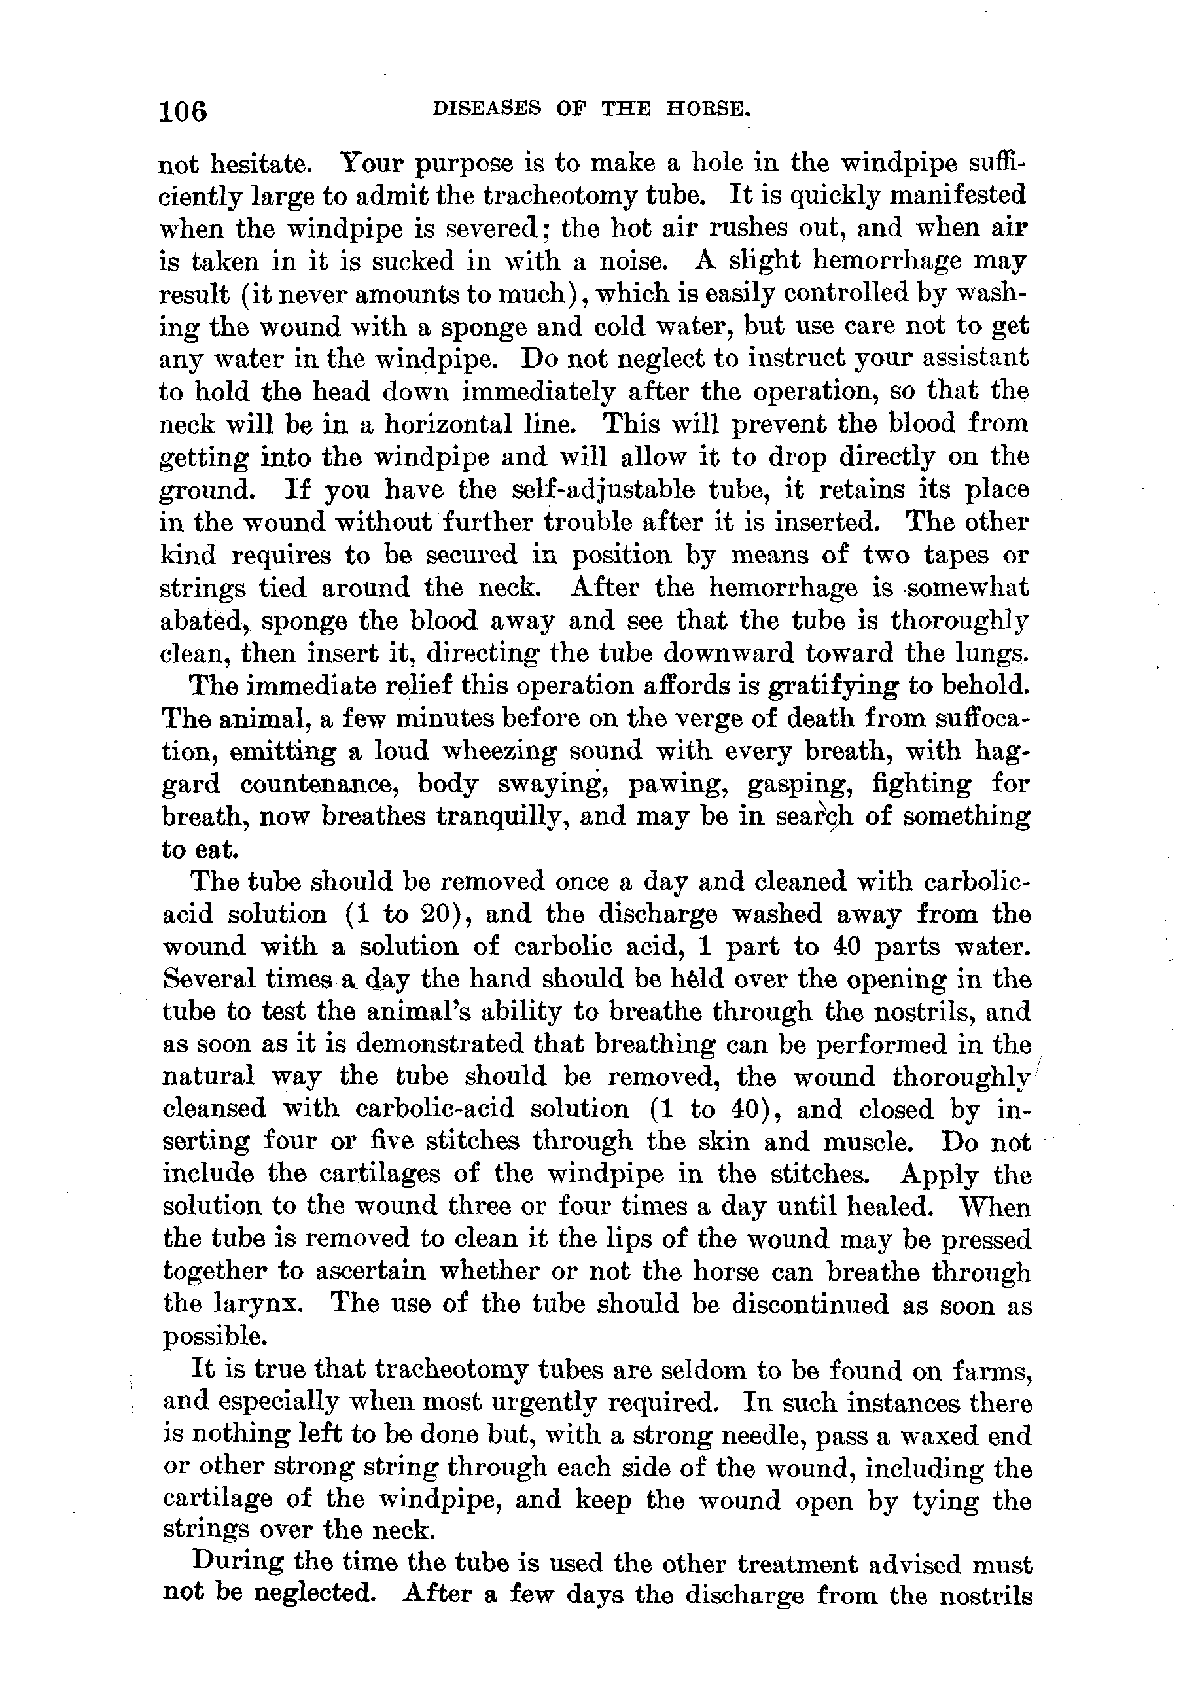 106 DISEASES OF THE HORSE.
not hesitate. Your purpose is to make a hole in the windpipe suffi-
ciently large to admit the tracheotomy tube. It is quickly manifested
when the windpipe is severed; the hot air rushes out, and when air
is taken in it is sucked in with a noise. A slight hemorrhage may
result (it never amounts to much), which is easily controlled by wash-
ing the wound with a sponge and cold water, but use care not to get
any water in the windpipe. Do not neglect to instruct your assistant
to hold the head down immediately after the operation, so that the
neck will be in a horizontal line. This will prevent the blood from
getting into the windpipe and will allow it to drop directly on the
ground. If you have the self-adjustable tube, it retains its place
in the wound without further trouble after it is inserted. The other
kind requires to be secured in position by means of two tapes or
strings tied around the neck. After the hemorrhage is somewhat
abated, sponge the blood away and see that the tube is thoroughly
clean, then insert it, directing the tube downward toward the lungs.
The immediate relief this operation affords is gratifying to behold.
The animal, a few minutes before on the verge of death from suffoca-
tion, emitting a loud wheezing sound with every breath, with hag-
gard countenance, body swaying, pawing, gasping, fighting for
breath, now breathes tranquilly, and may be in search of something
to eat.
The tube should be removed once a day and cleaned with carbolic-
acid solution (1 to 20), and the discharge washed away from the
wound with a solution of carbolic acid, 1 part to 40 parts water.
Several times a day the hand should be held over the opening in the
tube to test the animal's ability to breathe through the nostrils, and
as soon as it is demonstrated that breathing can be performed in the
natural way the tube should be removed, the wound thoroughly
cleansed with carbolic-acid solution (1 to 40), and closed by in-
serting four or five stitches through the skin and muscle. Do not
include the cartilages of the windpipe in the stitches. Apply the
solution to the wound three or four times a day until healed. When
the tube is removed to clean it the lips of the wound may be pressed
together to ascertain whether or not the horse can breathe through
the larynx. The use of the tube should be discontinued as soon as
possible.
It is true that tracheotomy tubes are seldom to be found on farms,
and especially when most urgently required. In such instances there
is nothing left to be done but, with a strong needle, pass a waxed end
or other strong string through each side of the wound, including the
cartilage of the windpipe, and keep the wound open by tying the
strings over the neck.
During the time the tube is used the other treatment advised must
not be neglected. After a few days the discharge from the nostrils